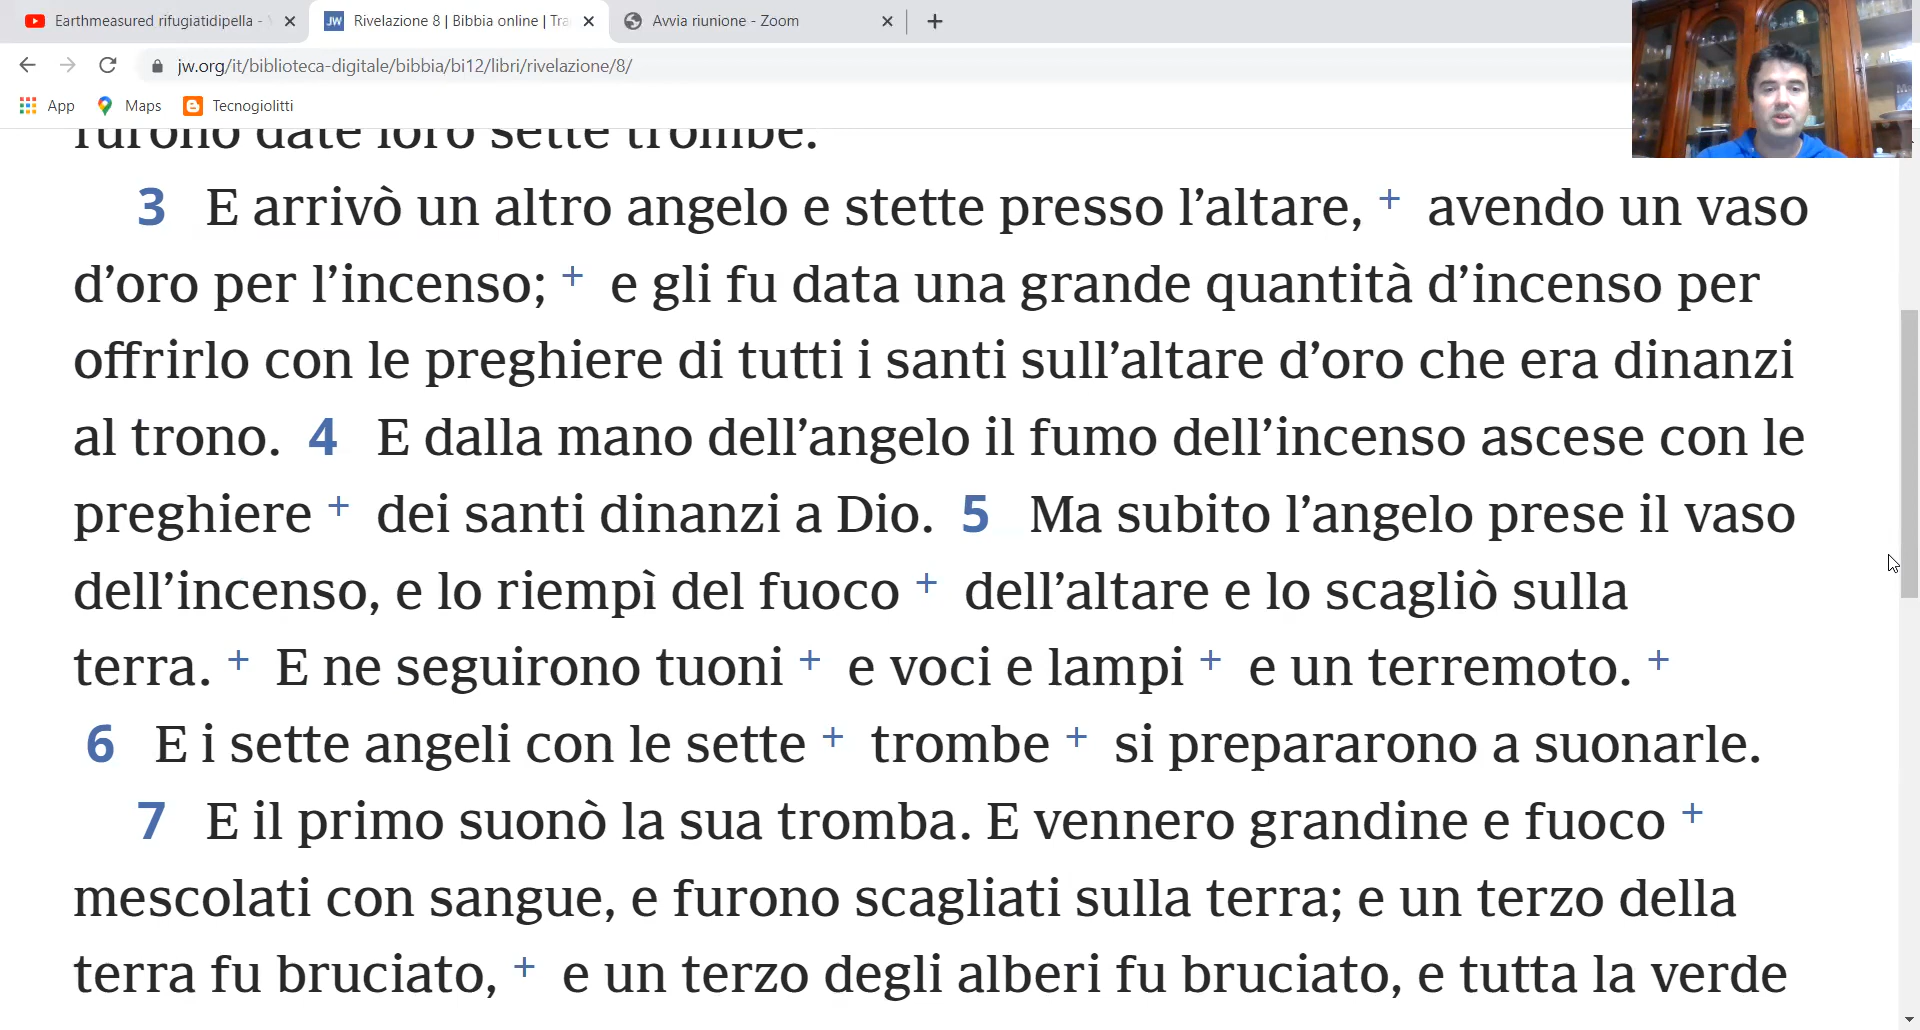 Earthmeasured rifugiatidipella -
Rivelazione 8 | Bibbia online | Tra
Avvia riunione - Zoom
jw.org/it/biblioteca-digitale/bibbia/bi12/libri/rivelazione/8/
App
Maps
Tecnogiolitti
furono date loro sette trombe.
3 E arrivò un altro angelo e stette presso l’altare, + avendo un vaso
d’oro per l’incenso; + e gli fu data una grande quantità d’incenso per
offrirlo con le preghiere di tutti i santi sull’altare d’oro che era dinanzi
al trono. 4 E dalla mano dell’angelo il fumo dell’incenso ascese con le
preghiere + dei santi dinanzi a Dio. 5 Ma subito l’angelo prese il vaso
dell’incenso, e lo riempì del fuoco + dell’altare e lo scagliò sulla
terra. + E ne seguirono tuoni + e voci e lampi + e un terremoto. +
6 E i sette angeli con le sette + trombe + si prepararono a suonarle.
7 E il primo suonò la sua tromba. E vennero grandine e fuoco +
mescolati con sangue, e furono scagliati sulla terra; e un terzo della
terra fu bruciato, + e un terzo degli alberi fu bruciato, e tutta la verde